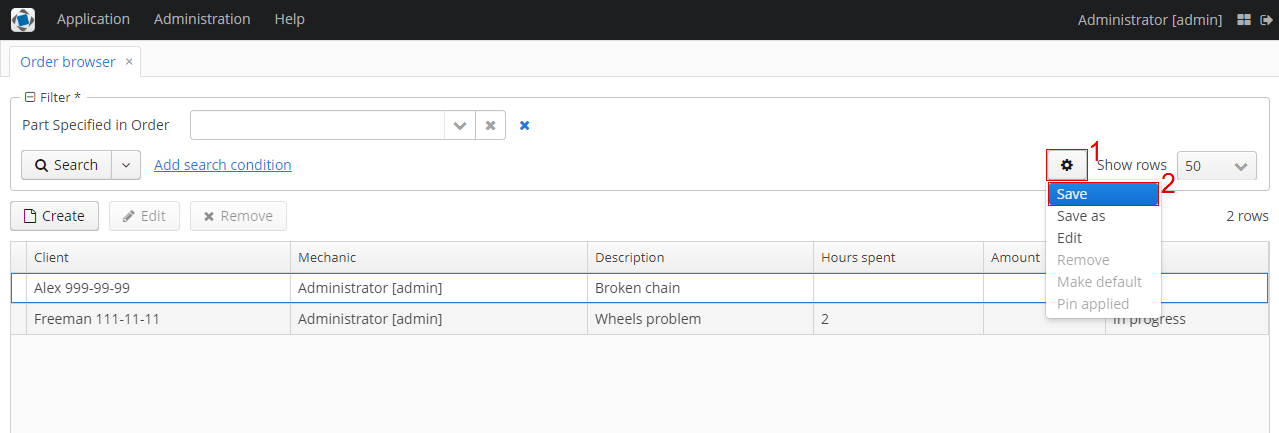 Application Administration Help Administrator [admin]
Order browser ×
Filter *
Part Specified in Order
Search Add search condition 1 Show rows 50
2
Save
Create Edit Remove 2 rows
Save as
Edit
Remove
Make default
Pin applied
Client Mechanic Description Hours spent Amount
Alex 999-99-99 Administrator [admin] Broken chain
Freeman 111-11-11 Administrator [admin] Wheels problem 2 In progress